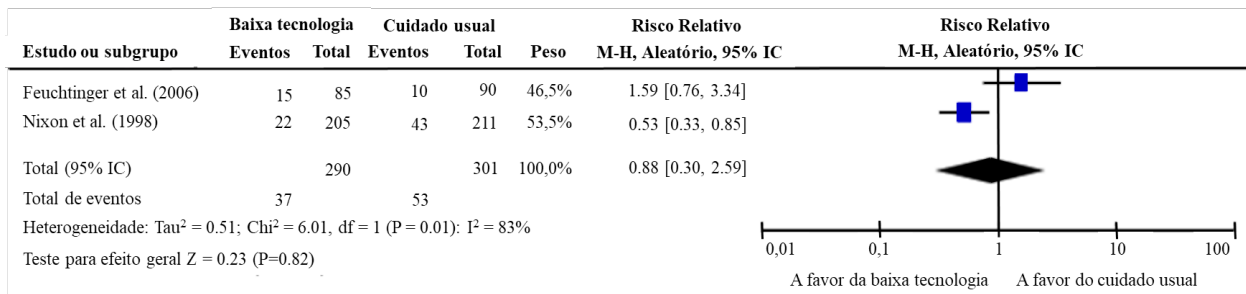 Baixa tecnologia Cuidado usual Risco Relativo Risco Relativo
Estudo ou subgrupo Eventos Total Eventos Total Peso M-H, Aleatório, 95% IC M-H, Aleatório, 95% IC
Feuchtinger et al. (2006) 15 85 10 90 46,5% 1.59 [0.76, 3.34]
Nixon et al. (1998) 22 205 43 211 53,5% 0.53 [0.33, 0.85]
Total (95% IC) 290 301 100,0% 0.88 [0.30, 2.59]
Total de eventos 37 53
Heterogeneidade: Tau² = 0.51; Chi² = 6.01, df = 1 (P = 0.01): I² = 83%
Teste para efeito geral Z = 0.23 (P=0.82)
0,01 0,1 1 10 100
A favor da baixa tecnologia A favor do cuidado usual